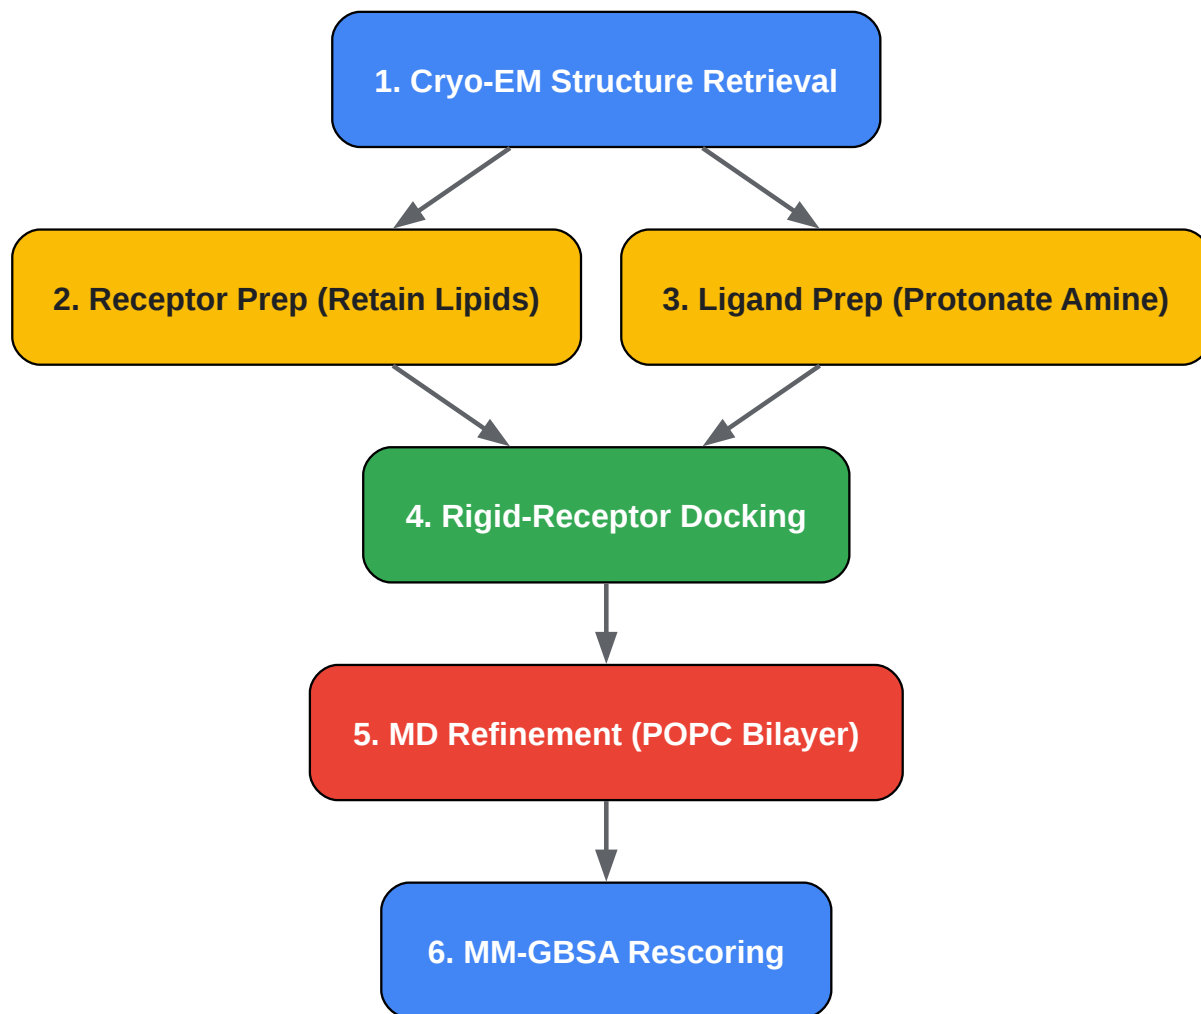 1. Cryo-EM Structure Retrieval
2. Receptor Prep (Retain Lipids)
3. Ligand Prep (Protonate Amine)
4. Rigid-Receptor Docking
5. MD Refinement (POPC Bilayer)
6. MM-GBSA Rescoring